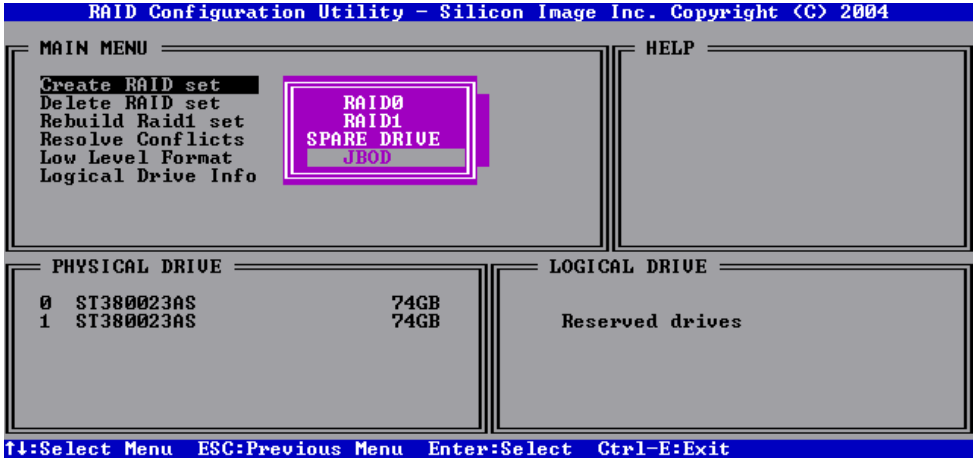 RAID Configuration Utility - Silicon Image Inc. Copyright (C) 2004
MAIN MENU
Create RAID set
Delete RAID set
Rebuild Raid1 set
Resolve Conflicts
Low Level Format
Logical Drive Info
RAID0
RAID1
SPARE DRIVE
JBOD
HELP
PHYSICAL DRIVE
0 ST380023AS 74GB
1 ST380023AS 74GB
LOGICAL DRIVE
Reserved drives
↑↓:Select Menu ESC:Previous Menu Enter:Select Ctrl-E:Exit